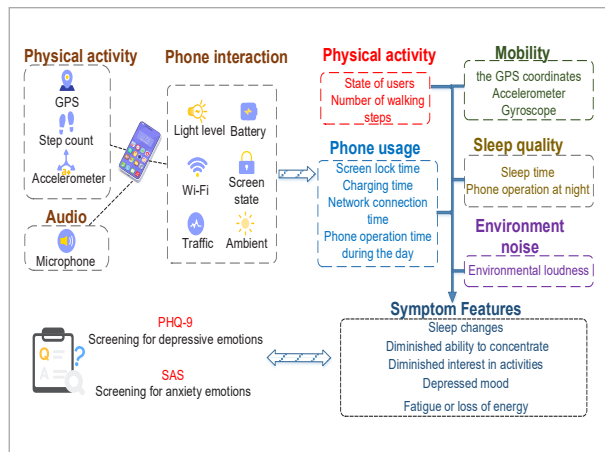 Physical activity
GPS
Step count
Accelerometer
Audio
Microphone
Phone interaction
Light level
Battery
Wi-Fi
Screen
state
Traffic
Ambient
Physical activity
State of users
Number of walking
steps
Phone usage
Screen lock time
Charging time
Network connection
time
Phone operation time
during the day
Mobility
the GPS coordinates
Accelerometer
Gyroscope
Sleep quality
Sleep time
Phone operation at night
Environment
noise
Environmental loudness
Symptom Features
Sleep changes
Diminished ability to concentrate
Diminished interest in activities
Depressed mood
Fatigue or loss of energy
Q
A
?
PHQ-9
Screening for depressive emotions
SAS
Screening for anxiety emotions